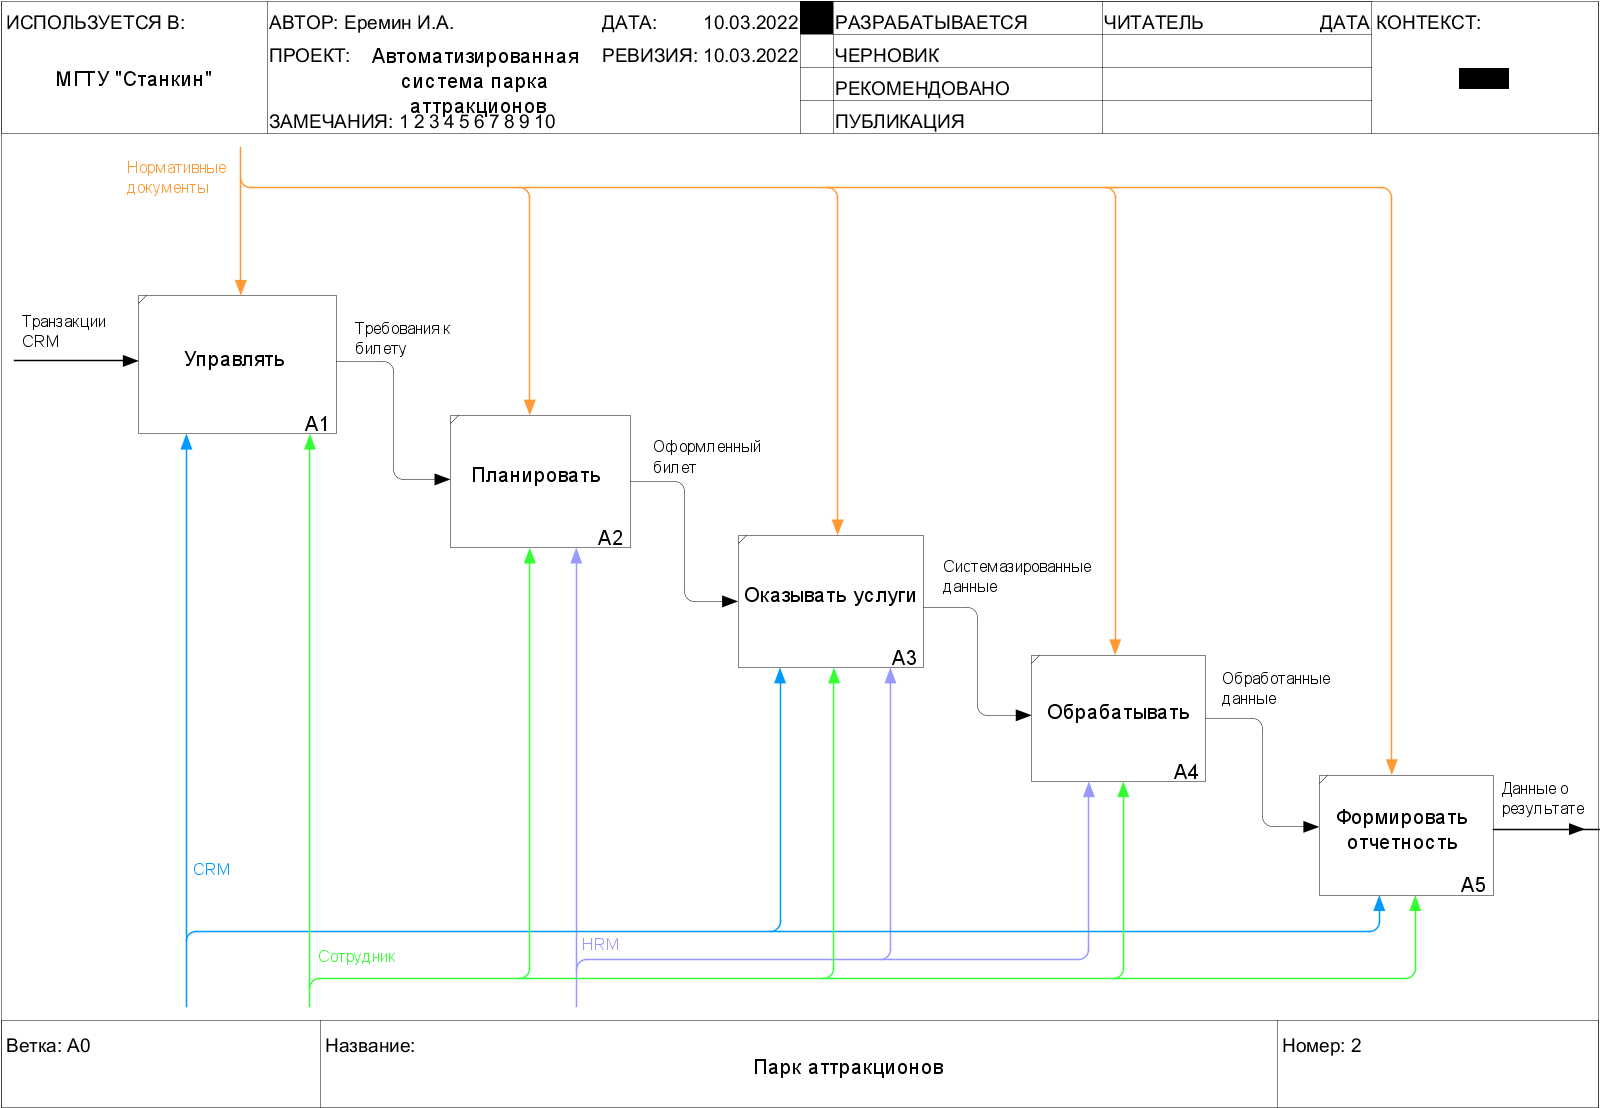 ИСПОЛЬЗУЕТСЯ В:
МГТУ "Станкин"
АВТОР: Еремин И.А.
ДАТА: 10.03.2022
ПРОЕКТ: Автоматизированная
система парка
аттракционов
РЕВИЗИЯ: 10.03.2022
ЗАМЕЧАНИЯ: 1 2 3 4 5 6 7 8 9 10
РАЗРАБАТЫВАЕТСЯ
ЧЕРНОВИК
РЕКОМЕНДОВАНО
ПУБЛИКАЦИЯ
ЧИТАТЕЛЬ
ДАТА
КОНТЕКСТ:
Нормативные
документы
Транзакции
CRM
Управлять
A1
Требования к
билету
Планировать
A2
Оформленный
билет
Оказывать услуги
A3
Системазированные
данные
Обрабатывать
A4
Обработанные
данные
Формировать
отчетность
A5
Данные о
результате
CRM
Сотрудник
HRM
Ветка: A0
Название:
Парк аттракционов
Номер: 2